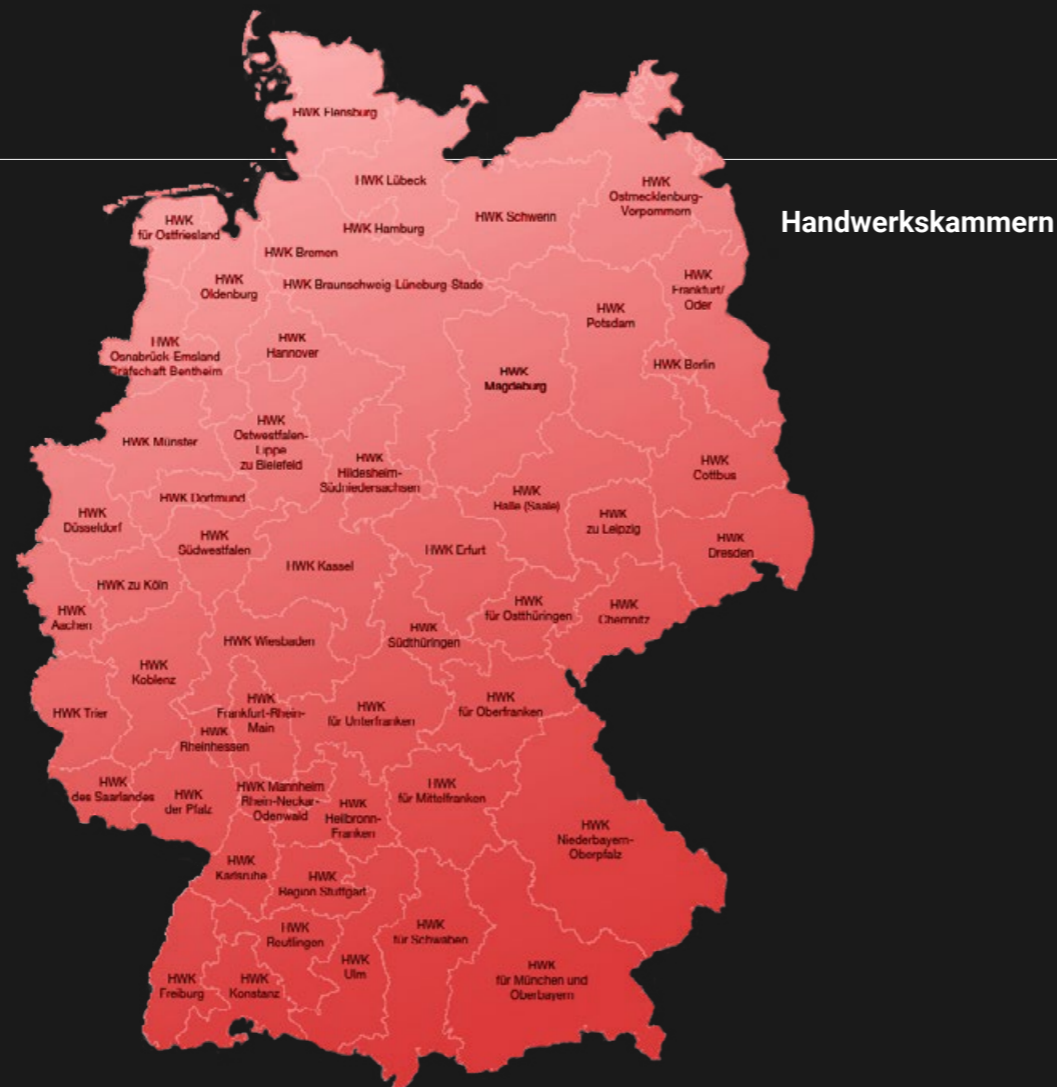 HWK Flensburg
HWK Lübeck
HWK
Ostmecklenburg-
Vorpommern
HWK Schwerin
Handwerkskammern
HWK
für Ostfriesland
HWK Hamburg
HWK Bremen
HWK
Oldenburg
HWK Braunschweig-Lüneburg-Stade
HWK
Frankfurt/
Oder
HWK
Potsdam
HWK
Osnabrück-Emsland
Grafschaft Bentheim
HWK
Hannover
HWK Berlin
HWK
Magdeburg
HWK Münster
HWK
Ostwestfalen-
Lippe
zu Bielefeld
HWK
Hildesheim-
Südniedersachsen
HWK
Cottbus
HWK Dortmund
HWK
Halle (Saale)
HWK
Düsseldorf
HWK
zu Leipzig
HWK
Südwestfalen
HWK Erfurt
HWK
Dresden
HWK Kassel
HWK zu Köln
HWK
Aachen
HWK
für Ostthüringen
HWK
Chemnitz
HWK
Südthüringen
HWK Wiesbaden
HWK
Koblenz
HWK Trier
HWK
Frankfurt-Rhein-
Main
HWK
für Unterfranken
HWK
für Oberfranken
HWK
Rheinhessen
HWK
des Saarlandes
HWK
der Pfalz
HWK Mannheim
Rhein-Neckar-
Odenwald
HWK
Heilbronn-
Franken
HWK
für Mittelfranken
HWK
Niederbayern-
Oberpfalz
HWK
Karlsruhe
HWK
Region Stuttgart
HWK
Reutlingen
HWK
für Schwaben
HWK
Ulm
HWK
Freiburg
HWK
Konstanz
HWK
für München und
Oberbayern